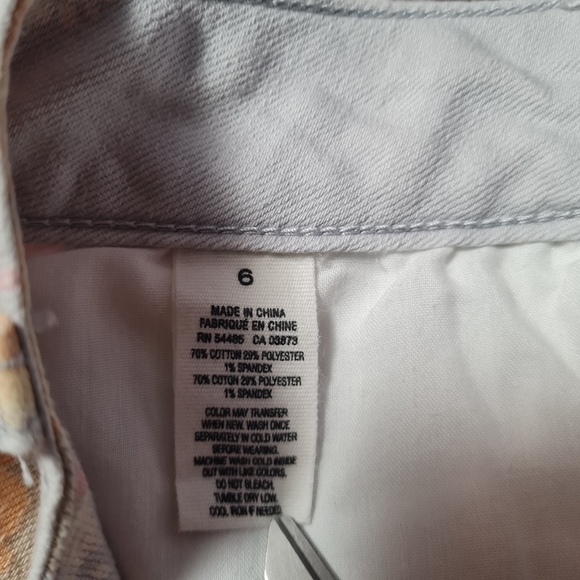 6
MADE IN CHINA
FABRIQUÉ EN CHINE
RN 54485 CA 03873
70% COTTON 29% POLYESTER
1% SPANDEX
70% COTON 29% POLYESTER
1% SPANDEX
COLOR MAY TRANSFER
WHEN NEW. WASH ONCE
SEPARATELY IN COLD WATER
BEFORE WEARING.
MACHINE WASH COLD INSIDE
OUT WITH LIKE COLORS.
DO NOT BLEACH.
TUMBLE DRY LOW.
COOL IRON IF NEEDED